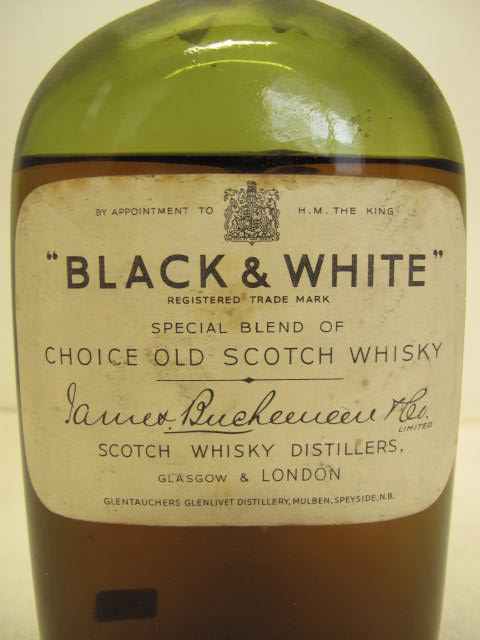 BY APPOINTMENT TO H.M. THE KING
"BLACK & WHITE"
REGISTERED TRADE MARK
SPECIAL BLEND OF
CHOICE OLD SCOTCH WHISKY
James Buchanan & Co.
LIMITED
SCOTCH WHISKY DISTILLERS,
GLASGOW & LONDON
GLENTAUCHERS GLENLIVET DISTILLERY, MULBEN, SPEYSIDE, N.B.